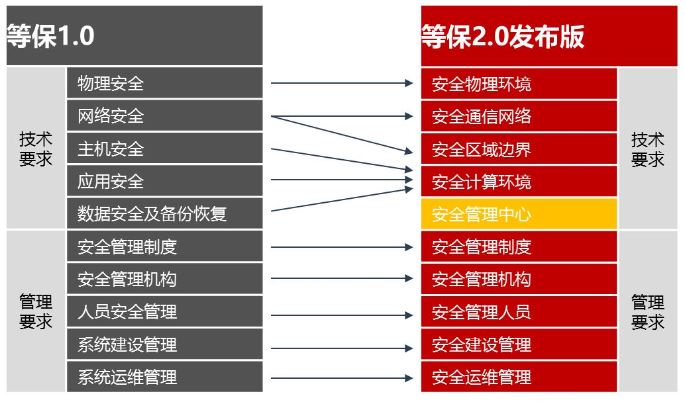 等保1.0
等保2.0发布版
技术
要求
物理安全
网络安全
主机安全
应用安全
数据安全及备份恢复
安全物理环境
安全通信网络
安全区域边界
安全计算环境
安全管理中心
技术
要求
管理
要求
安全管理制度
安全管理机构
人员安全管理
系统建设管理
系统运维管理
安全管理制度
安全管理机构
安全管理人员
安全建设管理
安全运维管理
管理
要求